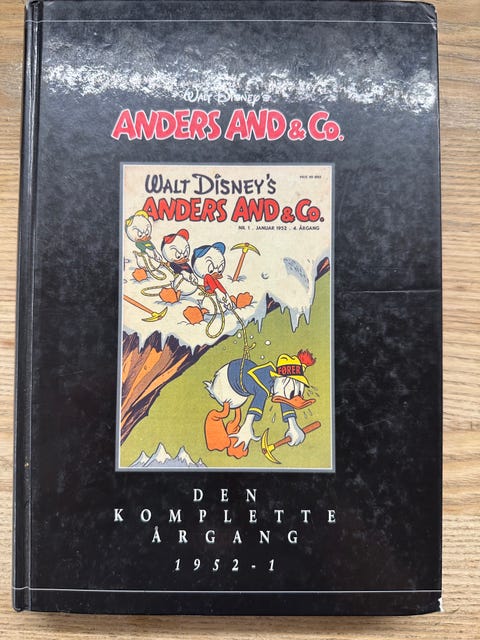 WALT DISNEY'S
ANDERS AND & Co.
WALT DISNEY'S
ANDERS AND & Co.
NR. 1 . JANUAR 1952 . 4. ÅRGANG
FØRER
DEN
KOMPLETTE
ÅRGANG
1952-1